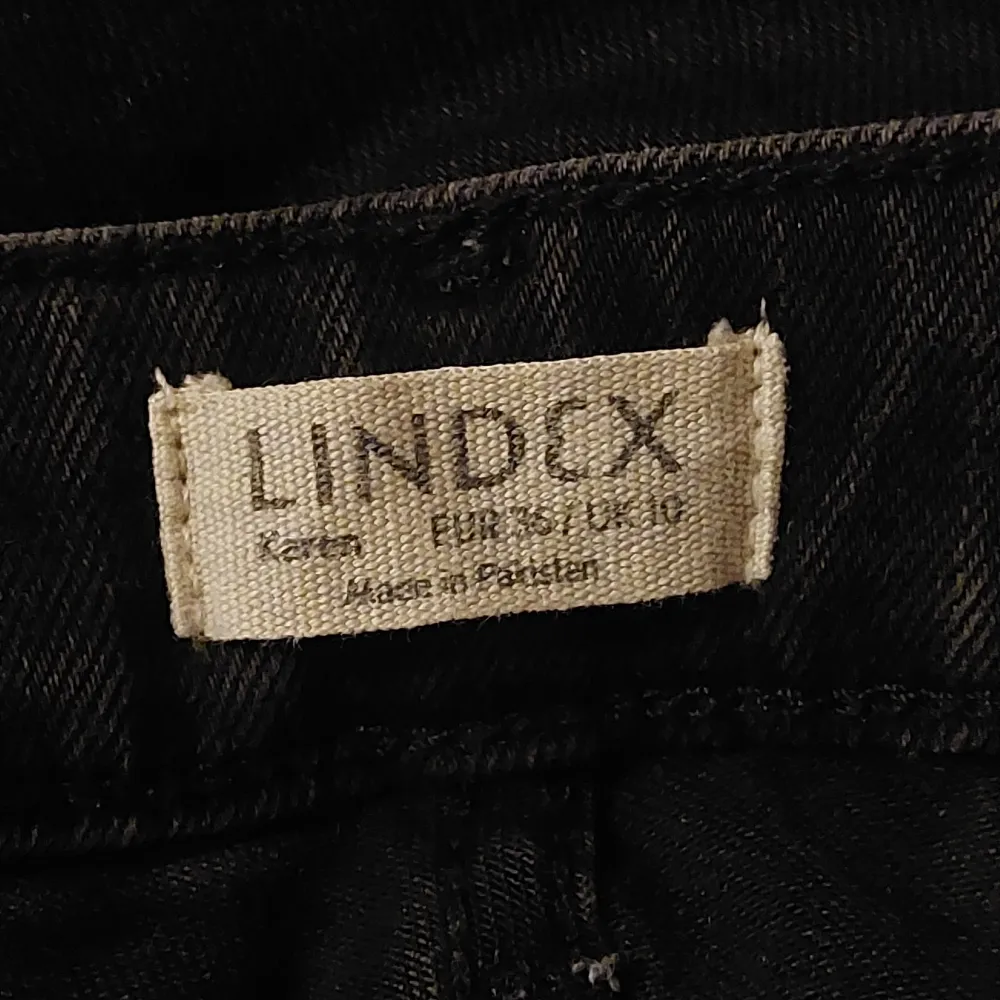 LINDEX
Karen EUR 36 / UK 10
Made in Pakistan